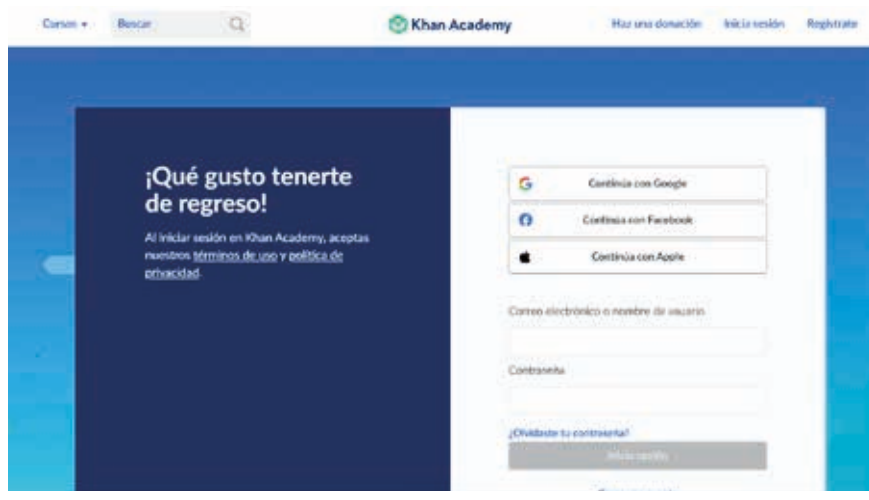 Cursos
Buscar
Khan Academy
Haz una donación
Inicia sesión
Regístrate
¡Qué gusto tenerte
de regreso!
Al iniciar sesión en Khan Academy, aceptas
nuestros términos de uso y política de
privacidad.
Continúa con Google
Continúa con Facebook
Continúa con Apple
Correo electrónico o nombre de usuario
Contraseña
¿Olvidaste tu contraseña?
Inicia sesión